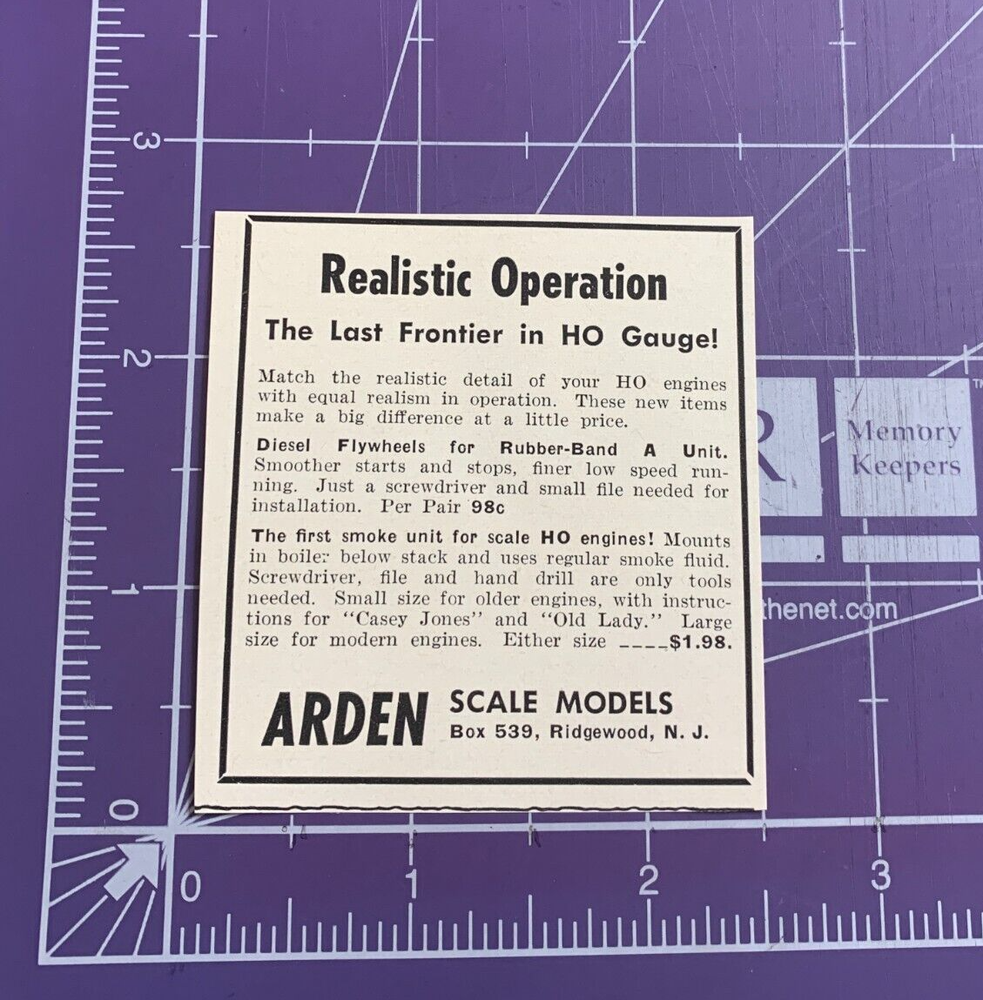 3
2
1
0
Realistic Operation
The Last Frontier in HO Gauge!
Match the realistic detail of your HO engines
with equal realism in operation. These new items
make a big difference at a little price.
Diesel Flywheels for Rubber-Band A Unit.
Smoother starts and stops, finer low speed run-
ning. Just a screwdriver and small file needed for
installation. Per Pair 98c
The first smoke unit for scale HO engines! Mounts
in boiler below stack and uses regular smoke fluid.
Screwdriver, file and hand drill are only tools
needed. Small size for older engines, with instruc-
tions for "Casey Jones" and "Old Lady." Large
size for modern engines. Either size ____$1.98.
ARDEN SCALE MODELS
Box 539, Ridgewood, N. J.
R
TM
Memory
Keepers
thenet.com
0 1 2 3